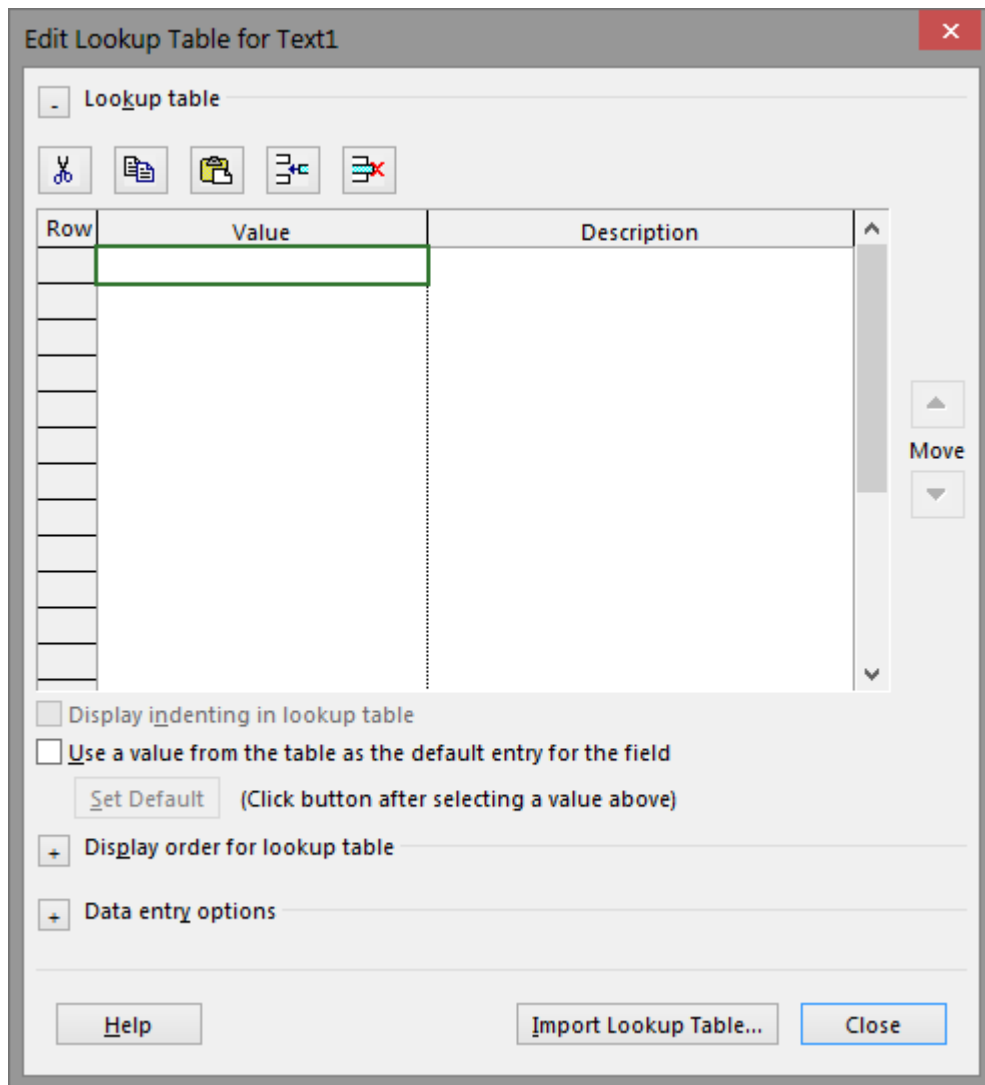 Edit Lookup Table for Text1
- Lookup table
Row Value Description
Move
Display indenting in lookup table
Use a value from the table as the default entry for the field
Set Default (Click button after selecting a value above)
+ Display order for lookup table
+ Data entry options
Help Import Lookup Table... Close